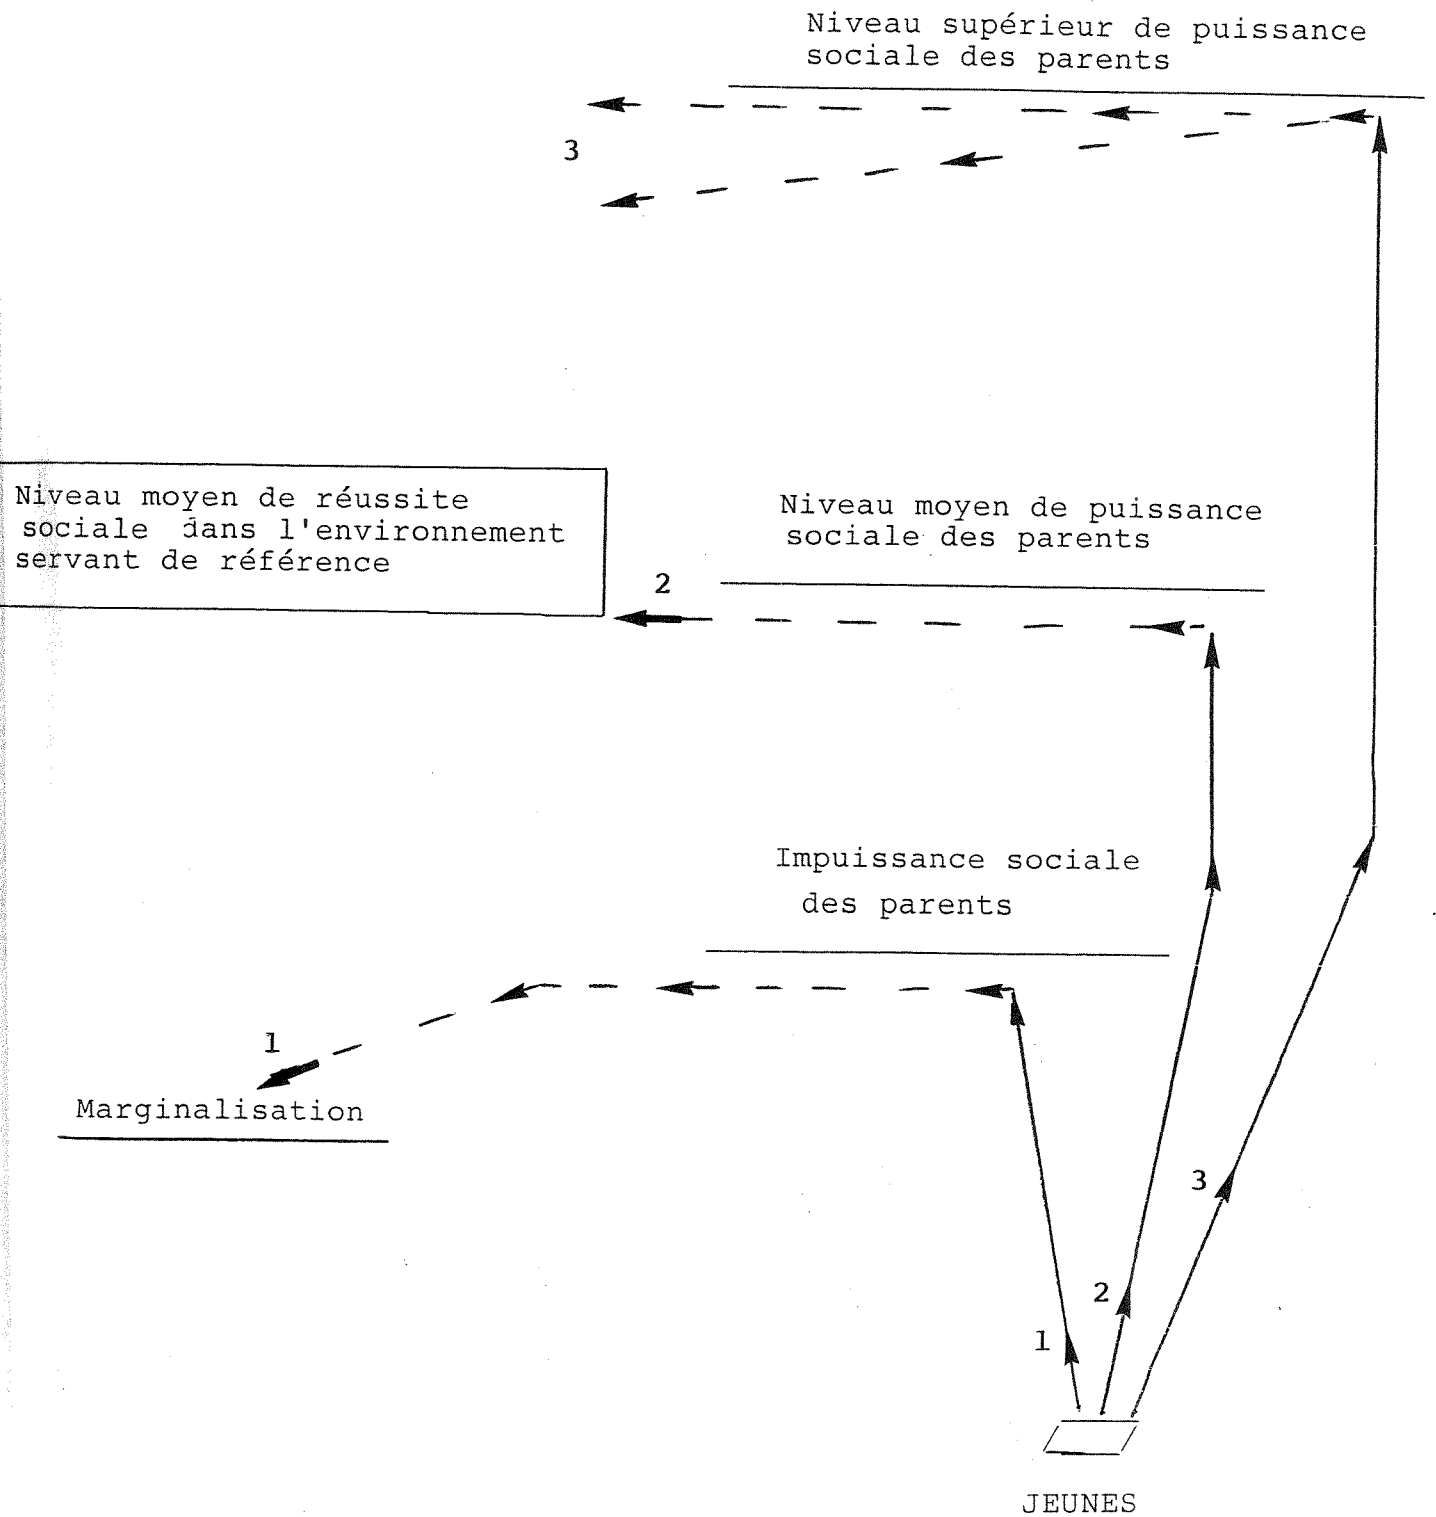 Niveau supérieur de puissance
sociale des parents
3
Niveau moyen de réussite
sociale dans l'environnement
servant de référence
Niveau moyen de puissance
sociale des parents
2
Impuissance sociale
des parents
1
Marginalisation
3
2
1
JEUNES